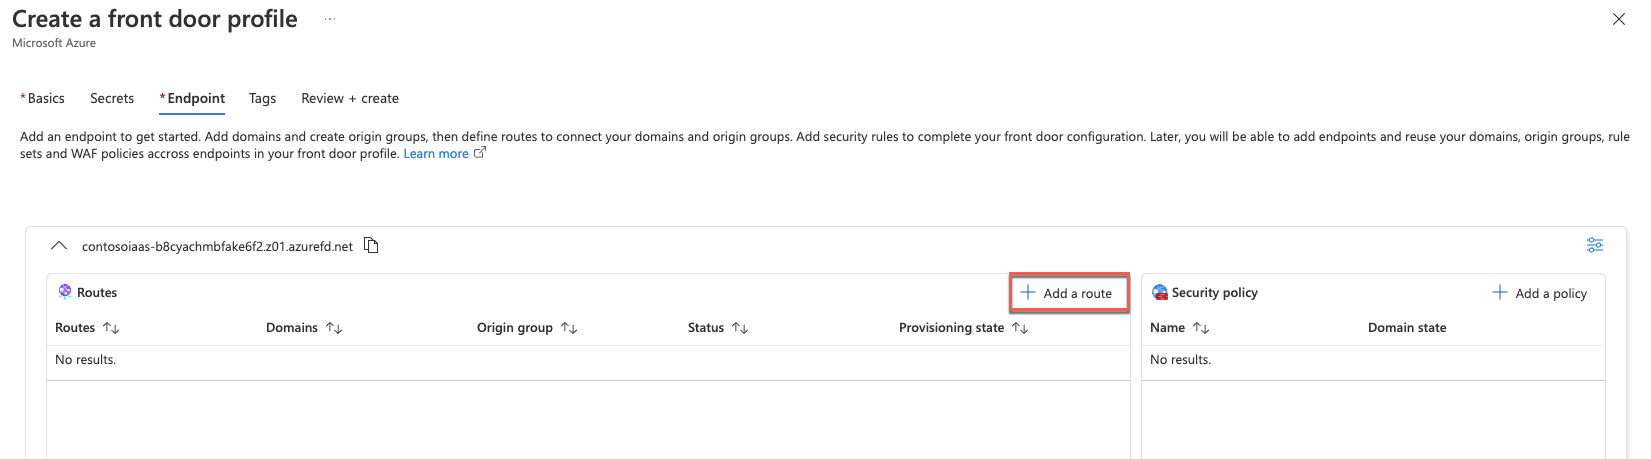 Create a front door profile ...
Microsoft Azure
* Basics Secrets * Endpoint Tags Review + create
Add an endpoint to get started. Add domains and create origin groups, then define routes to connect your domains and origin groups. Add security rules to complete your front door configuration. Later, you will be able to add endpoints and reuse your domains, origin groups, rule
sets and WAF policies accross endpoints in your front door profile. Learn more
contosoiaas-b8cyachmbfake6f2.z01.azurefd.net
Routes + Add a route Security policy + Add a policy
Routes ↑↓ Domains ↑↓ Origin group ↑↓ Status ↑↓ Provisioning state ↑↓ Name ↑↓ Domain state
No results. No results.